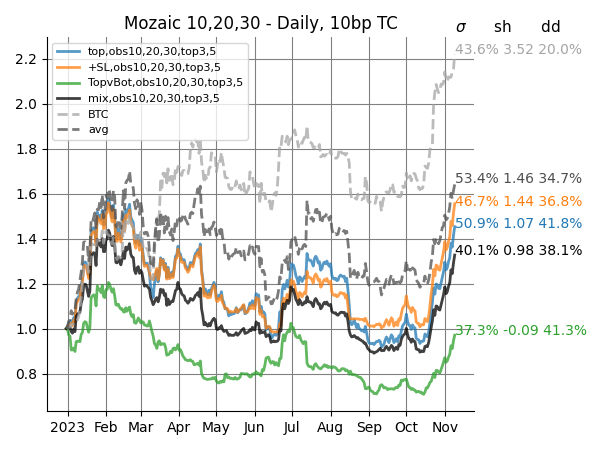 Mozaic 10,20,30 - Daily, 10bp TC
σ sh dd
43.6% 3.52 20.0%
2.2
top,obs10,20,30,top3,5
+SL,obs10,20,30,top3,5
TopvBot,obs10,20,30,top3,5
mix,obs10,20,30,top3,5
BTC
avg
2.0
1.8
53.4% 1.46 34.7%
1.6
46.7% 1.44 36.8%
50.9% 1.07 41.8%
1.4
40.1% 0.98 38.1%
1.2
1.0
37.3% -0.09 41.3%
0.8
2023 Feb Mar Apr May Jun Jul Aug Sep Oct Nov